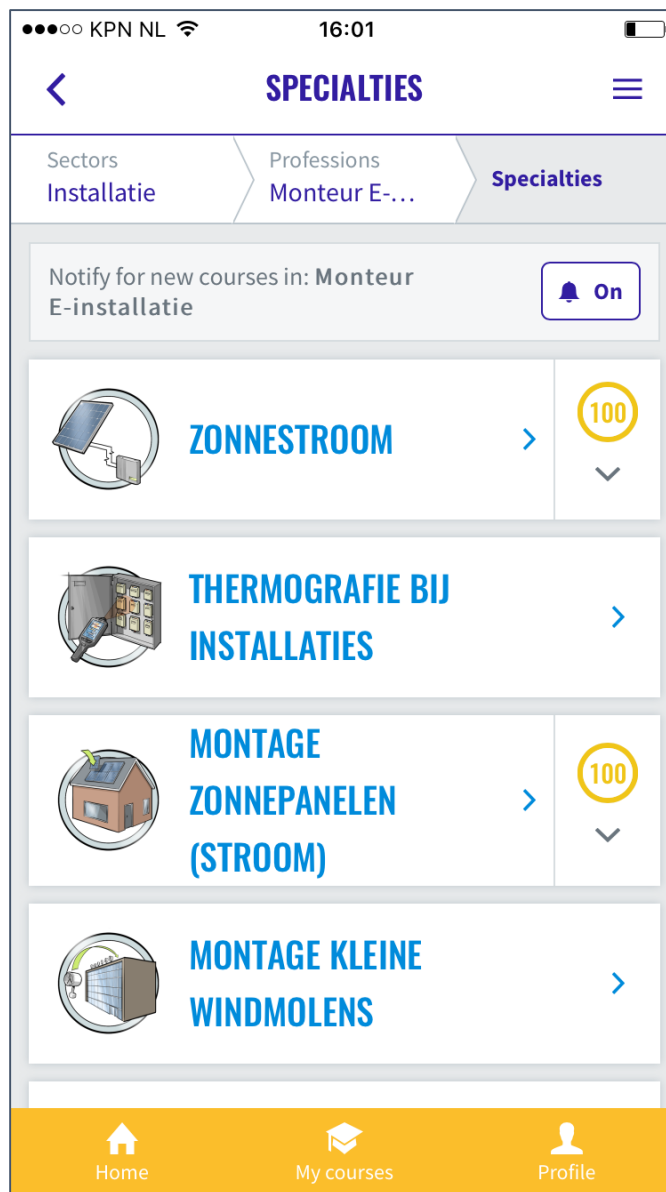 KPN NL 16:01
SPECIALTIES
Sectors
Installatie
Professions
Monteur E-...
Specialties
Notify for new courses in: Monteur
E-installatie
On
ZONNESTROOM
100
THERMOGRAFIE BIJ
INSTALLATIES
MONTAGE
ZONNEPANELEN
(STROOM)
100
MONTAGE KLEINE
WINDMOLENS
Home
My courses
Profile